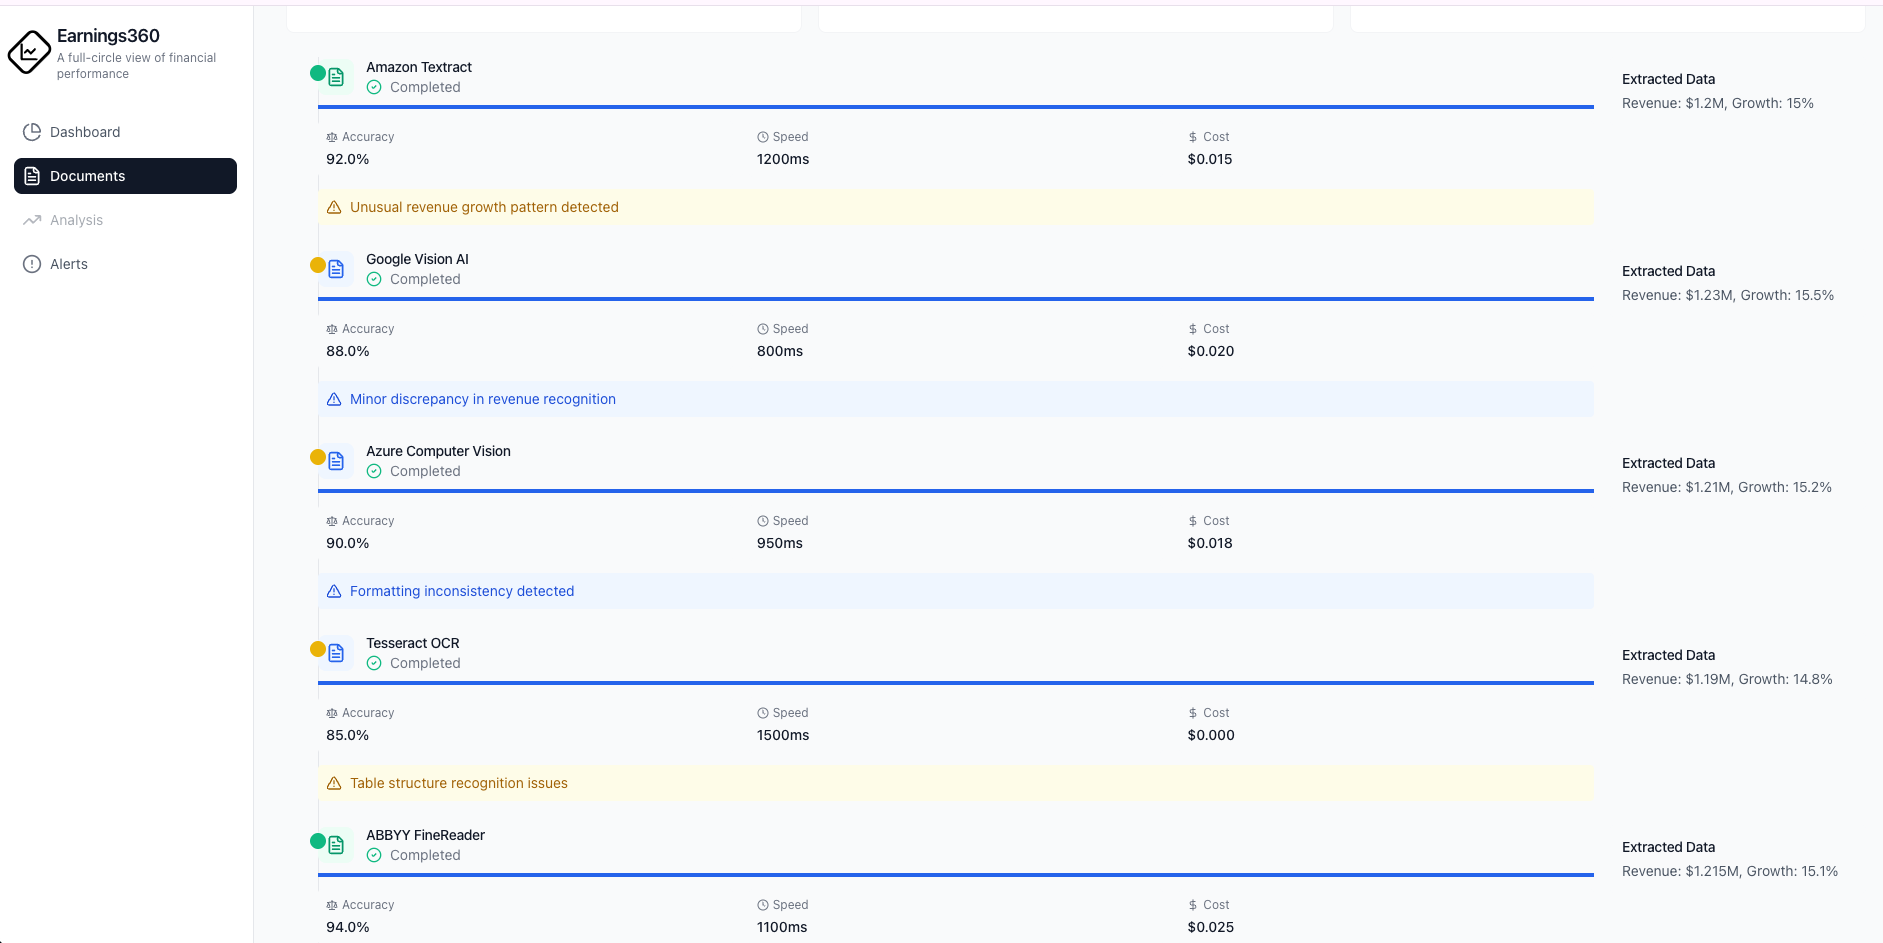 Earnings360
A full-circle view of financial
performance
Dashboard
Documents
Analysis
Alerts
Amazon Textract
Completed
Accuracy
92.0%
Speed
1200ms
Cost
$0.015
Unusual revenue growth pattern detected
Extracted Data
Revenue: $1.2M, Growth: 15%
Google Vision AI
Completed
Accuracy
88.0%
Speed
800ms
Cost
$0.020
Minor discrepancy in revenue recognition
Extracted Data
Revenue: $1.23M, Growth: 15.5%
Azure Computer Vision
Completed
Accuracy
90.0%
Speed
950ms
Cost
$0.018
Formatting inconsistency detected
Extracted Data
Revenue: $1.21M, Growth: 15.2%
Tesseract OCR
Completed
Accuracy
85.0%
Speed
1500ms
Cost
$0.000
Table structure recognition issues
Extracted Data
Revenue: $1.19M, Growth: 14.8%
ABBYY FineReader
Completed
Accuracy
94.0%
Speed
1100ms
Cost
$0.025
Extracted Data
Revenue: $1.215M, Growth: 15.1%